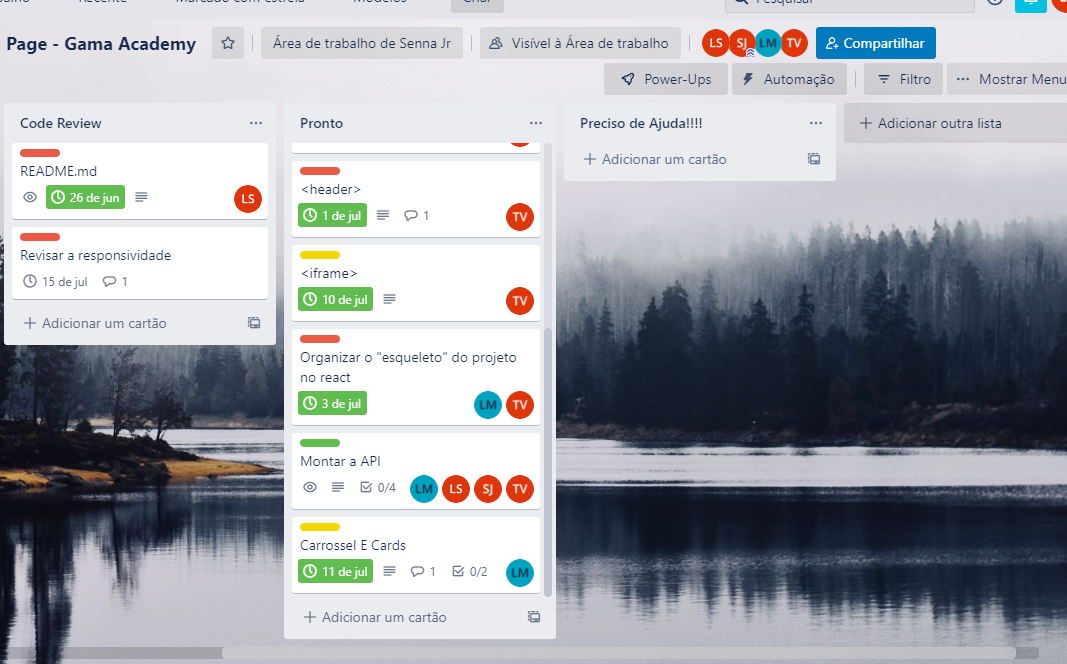 Page - Gama Academy
Área de trabalho de Senna Jr
Visível à Área de trabalho
LS
SJ
LM
TV
Compartilhar
Power-Ups
Automação
Filtro
Mostrar Menu
Code Review
README.md
26 de jun
LS
Revisar a responsividade
15 de jul
1
Adicionar um cartão
Pronto
<header>
1 de jul
1
TV
<iframe>
10 de jul
TV
Organizar o "esqueleto" do projeto
no react
3 de jul
LM
TV
Montar a API
0/4
LM
LS
SJ
TV
Carrossel E Cards
11 de jul
1
0/2
LM
Adicionar um cartão
Preciso de Ajuda!!!!
Adicionar um cartão
Adicionar outra lista